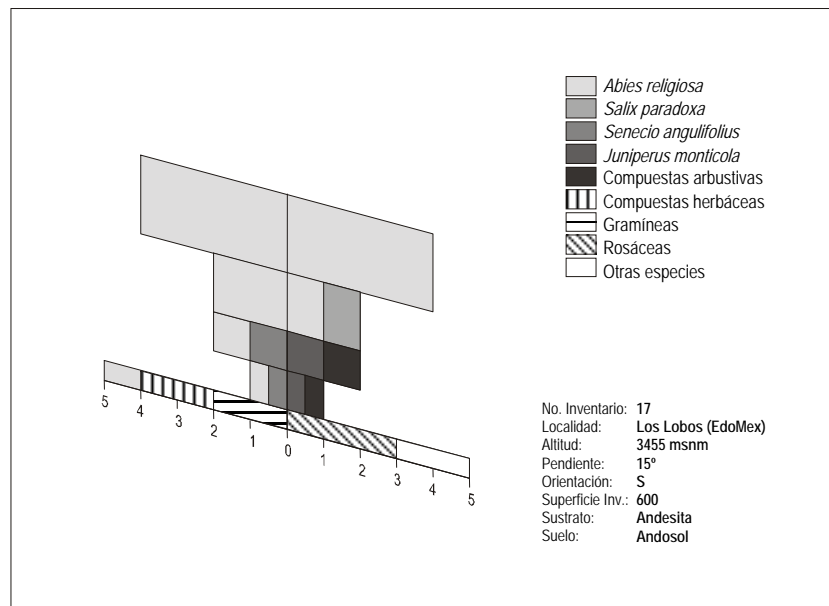 Abies religiosa
Salix paradoxa
Senecio angulifolius
Juniperus monticola
Compuestas arbustivas
Compuestas herbáceas
Gramíneas
Rosáceas
Otras especies
5 4 3 2 1 0 1 2 3 4 5
No. Inventario: 17
Localidad: Los Lobos (EdoMex)
Altitud: 3455 msnm
Pendiente: 15º
Orientación: S
Superficie Inv.: 600
Sustrato: Andesita
Suelo: Andosol